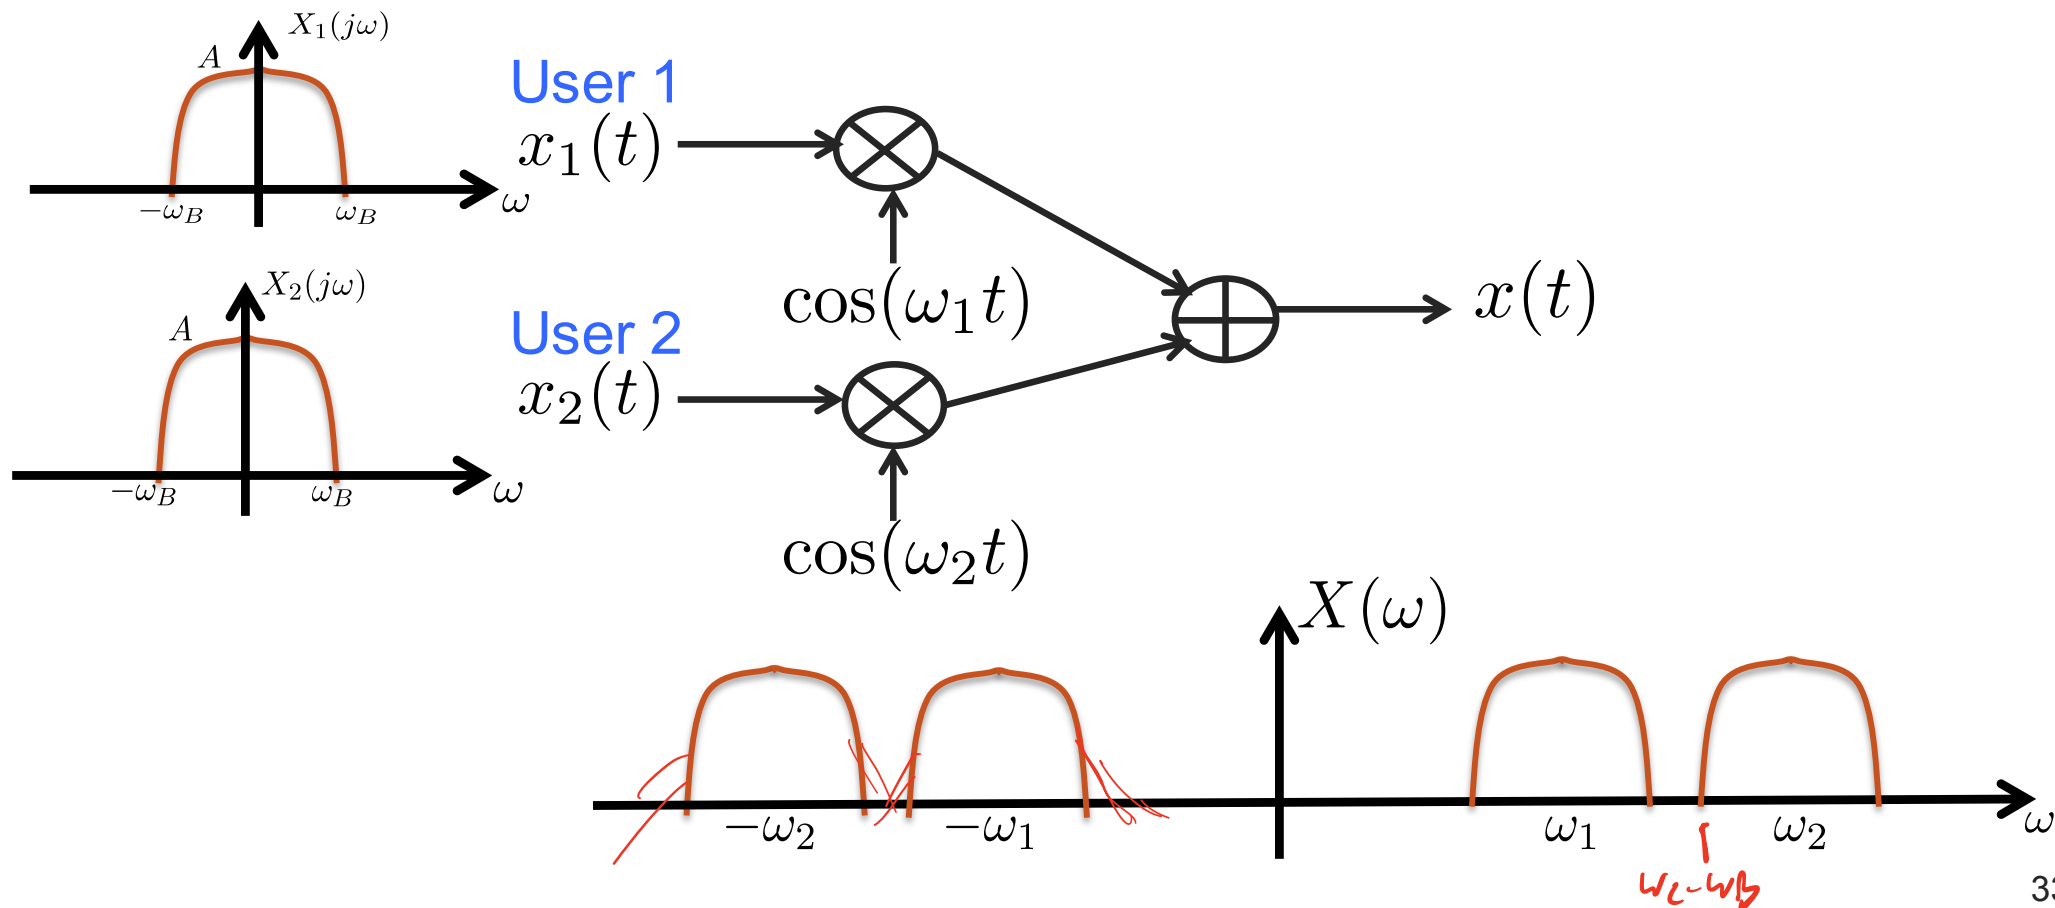 X₁(jω)
A
−ω_B
ω_B
ω
User 1
x₁(t)
cos(ω₁t)
X₂(jω)
A
−ω_B
ω_B
ω
User 2
x₂(t)
cos(ω₂t)
x(t)
X(ω)
−ω₂
−ω₁
ω₁
ω₂
ω
ω₂-ωB
33